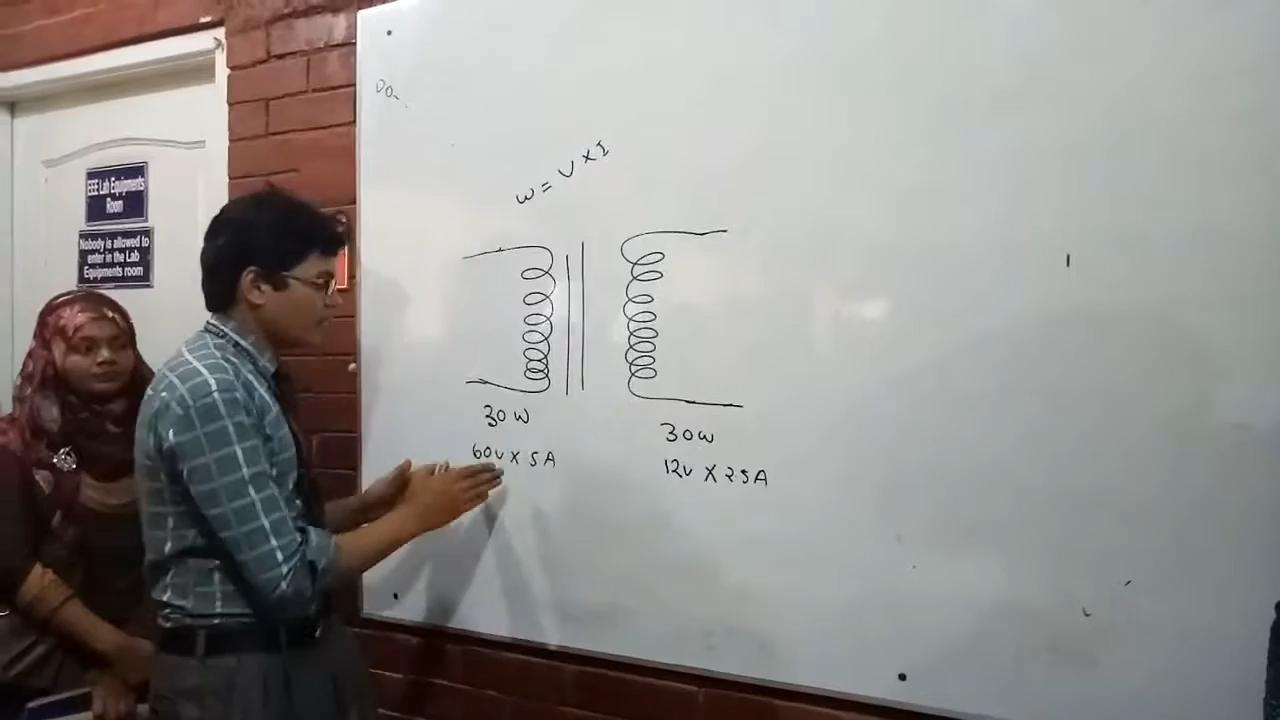 W = V × I
30W
60V X 5A
30W
12V X 25A
EEE Lab Equipments
Room
Nobody is allowed to
enter in the Lab
Equipments room